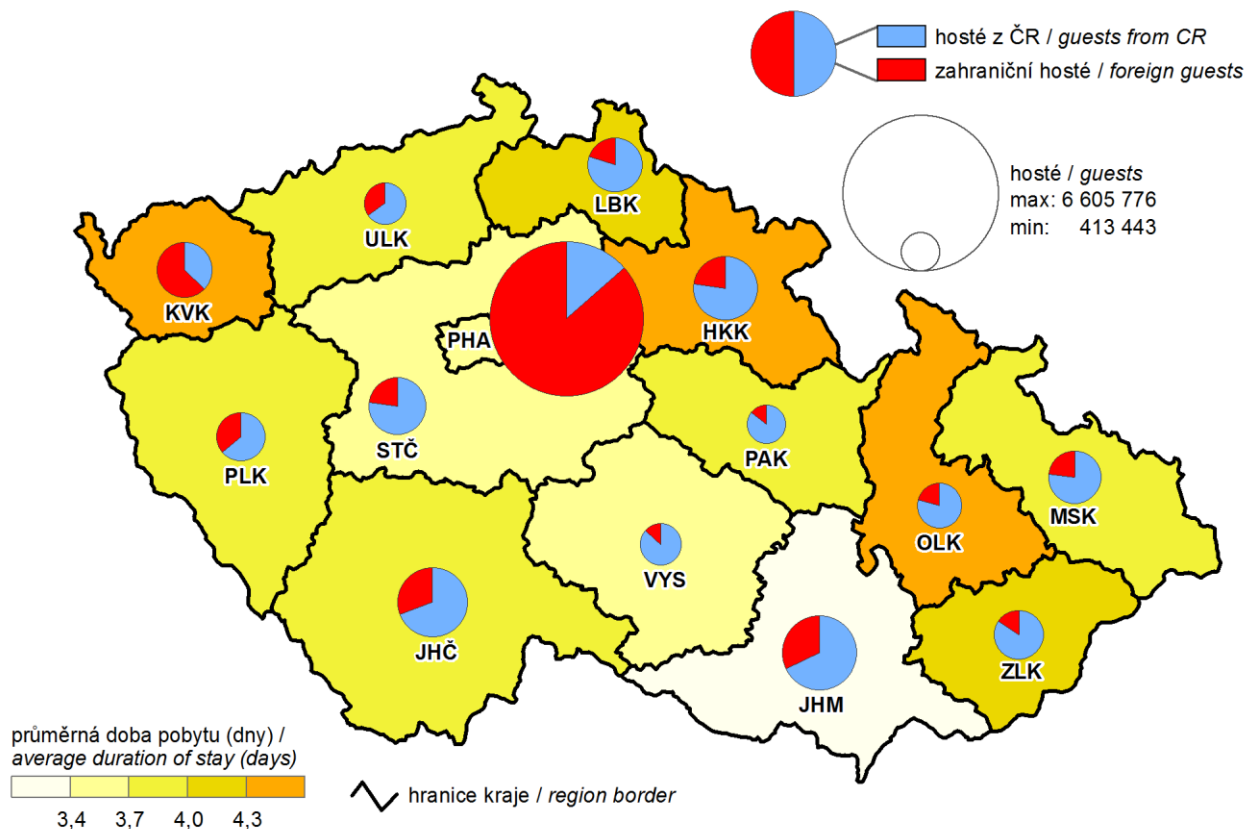 hosté z ČR / guests from CR
zahraniční hosté / foreign guests
hosté / guests
max: 6 605 776
min: 413 443
LBK
ULK
KVK
HKK
PHA
STČ
PAK
PLK
MSK
OLK
VYS
JHČ
ZLK
JHM
průměrná doba pobytu (dny) /
average duration of stay (days)
3,4 3,7 4,0 4,3
hranice kraje / region border